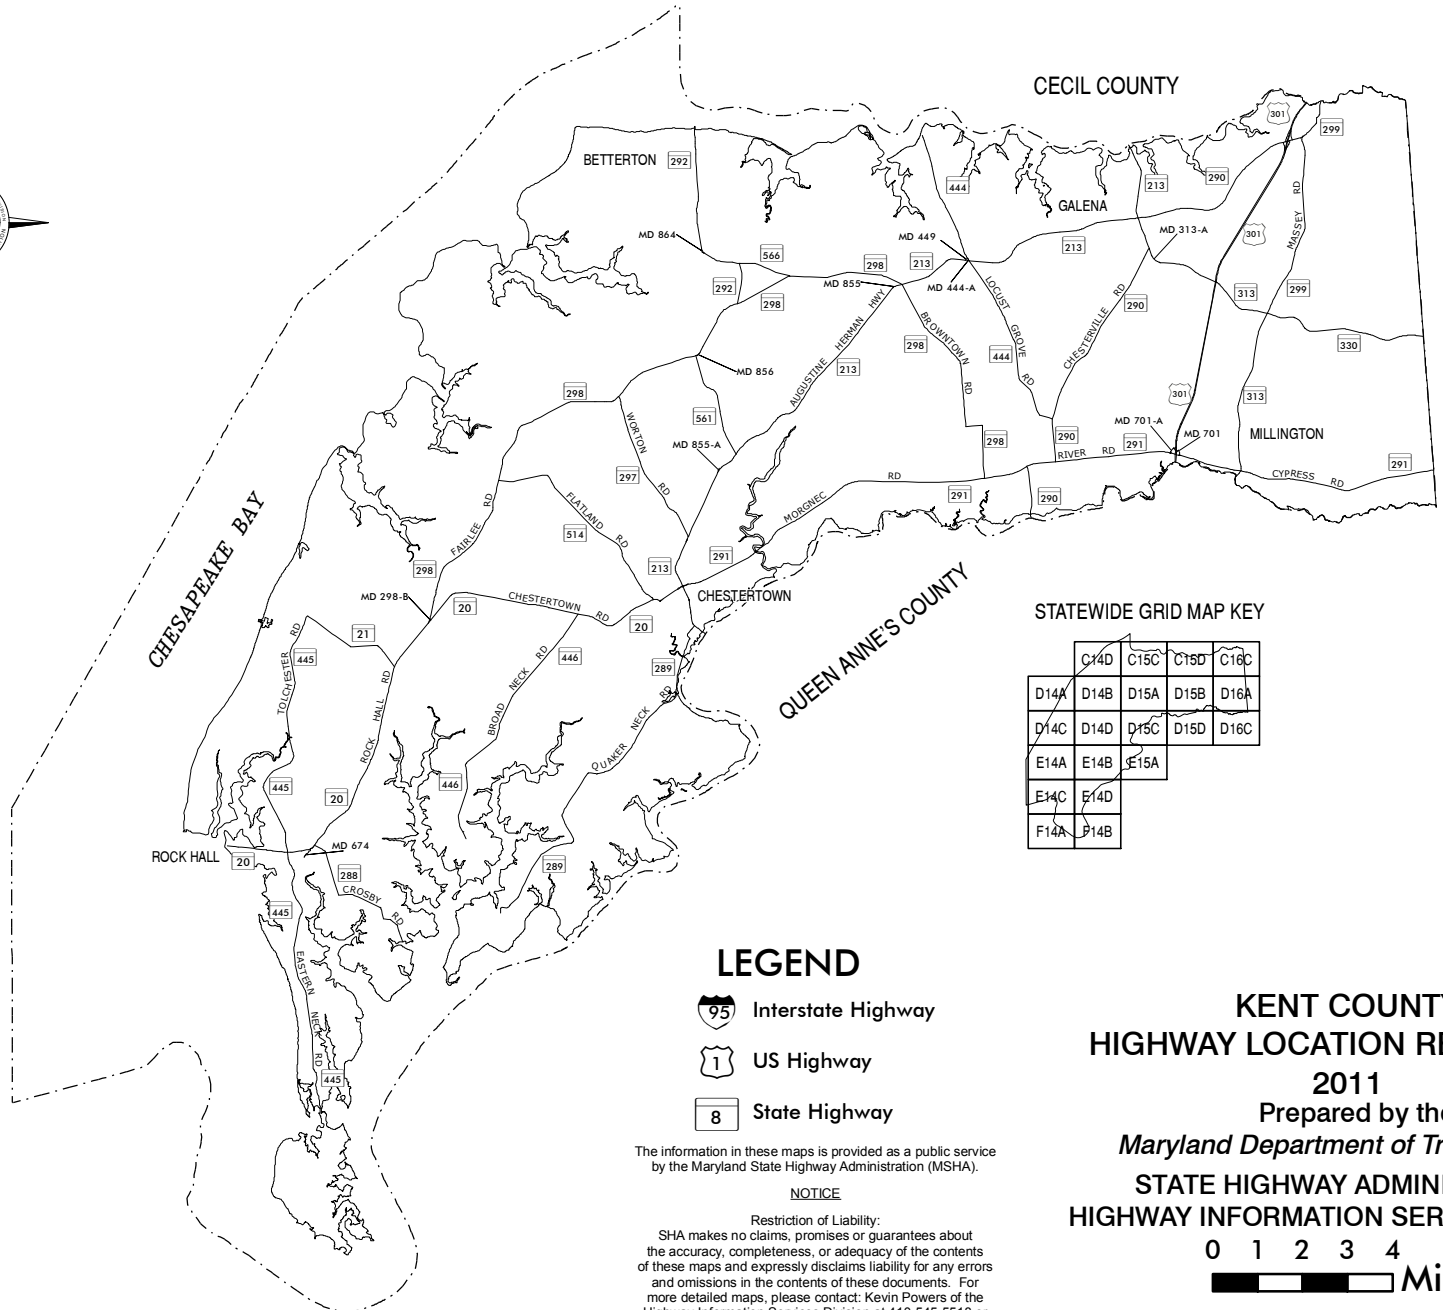 CECIL COUNTY
301
299
BETTERTON
292
444
213
290
GALENA
MASSEY RD
MD 864
MD 449
213
MD 313-A
301
566
298
213
292
298
MD 855
MD 444-A
LOCUST GROVE RD
290
313
299
AUGUSTINE HERMAN HWY
BROWNTOWN RD
298
CHESTERVILLE RD
330
444
213
MD 856
298
301
313
561
WORTON RD
MD 855-A
297
298
290
MD 701-A
MD 701
291
RIVER RD
MILLINGTON
291
CYPRESS RD
MORGNEC RD
291
290
CHESAPEAKE BAY
FAIRLEE RD
FLATLAND RD
514
298
213
291
CHESTERTOWN
QUEEN ANNE'S COUNTY
MD 298-B
20
CHESTERTOWN RD
20
21
445
TOLCHESTER RD
446
BROAD NECK RD
289
QUAKER NECK RD
ROCK HALL RD
445
20
446
ROCK HALL
20
MD 674
288
CROSBY RD
289
445
EASTERN NECK RD
445
STATEWIDE GRID MAP KEY
C14D C15C C15D C16C
D14A D14B D15A D15B D16A
D14C D14D D15C D15D D16C
E14A E14B E15A
E14C E14D
F14A F14B
LEGEND
95 Interstate Highway
1 US Highway
8 State Highway
The information in these maps is provided as a public service
by the Maryland State Highway Administration (MSHA).
NOTICE
Restriction of Liability:
SHA makes no claims, promises or guarantees about
the accuracy, completeness, or adequacy of the contents
of these maps and expressly disclaims liability for any errors
and omissions in the contents of these documents. For
more detailed maps, please contact: Kevin Powers of the
KENT COUNTY
HIGHWAY LOCATION RE
2011
Prepared by the
Maryland Department of Tr
STATE HIGHWAY ADMINI
HIGHWAY INFORMATION SER
0 1 2 3 4
Mi